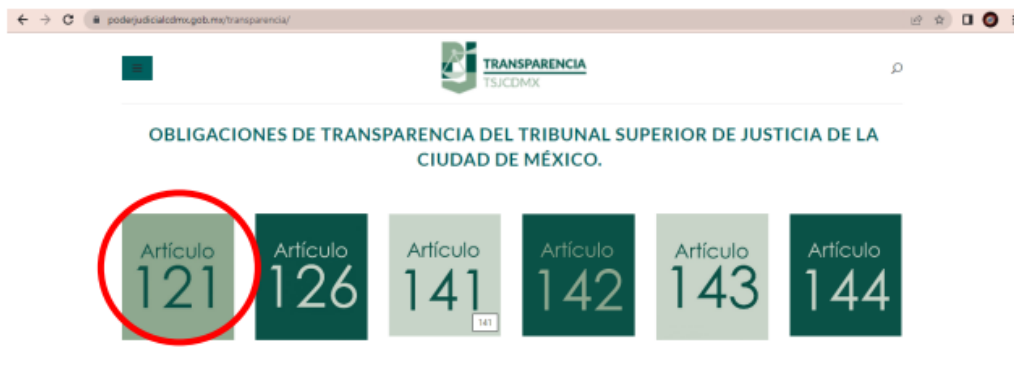 poderjudicialcdmx.gob.mx/transparencia/
TRANSPARENCIA
TSJCDMX
OBLIGACIONES DE TRANSPARENCIA DEL TRIBUNAL SUPERIOR DE JUSTICIA DE LA
CIUDAD DE MÉXICO.
Artículo
121
Artículo
126
Artículo
141
141
Artículo
142
Artículo
143
Artículo
144